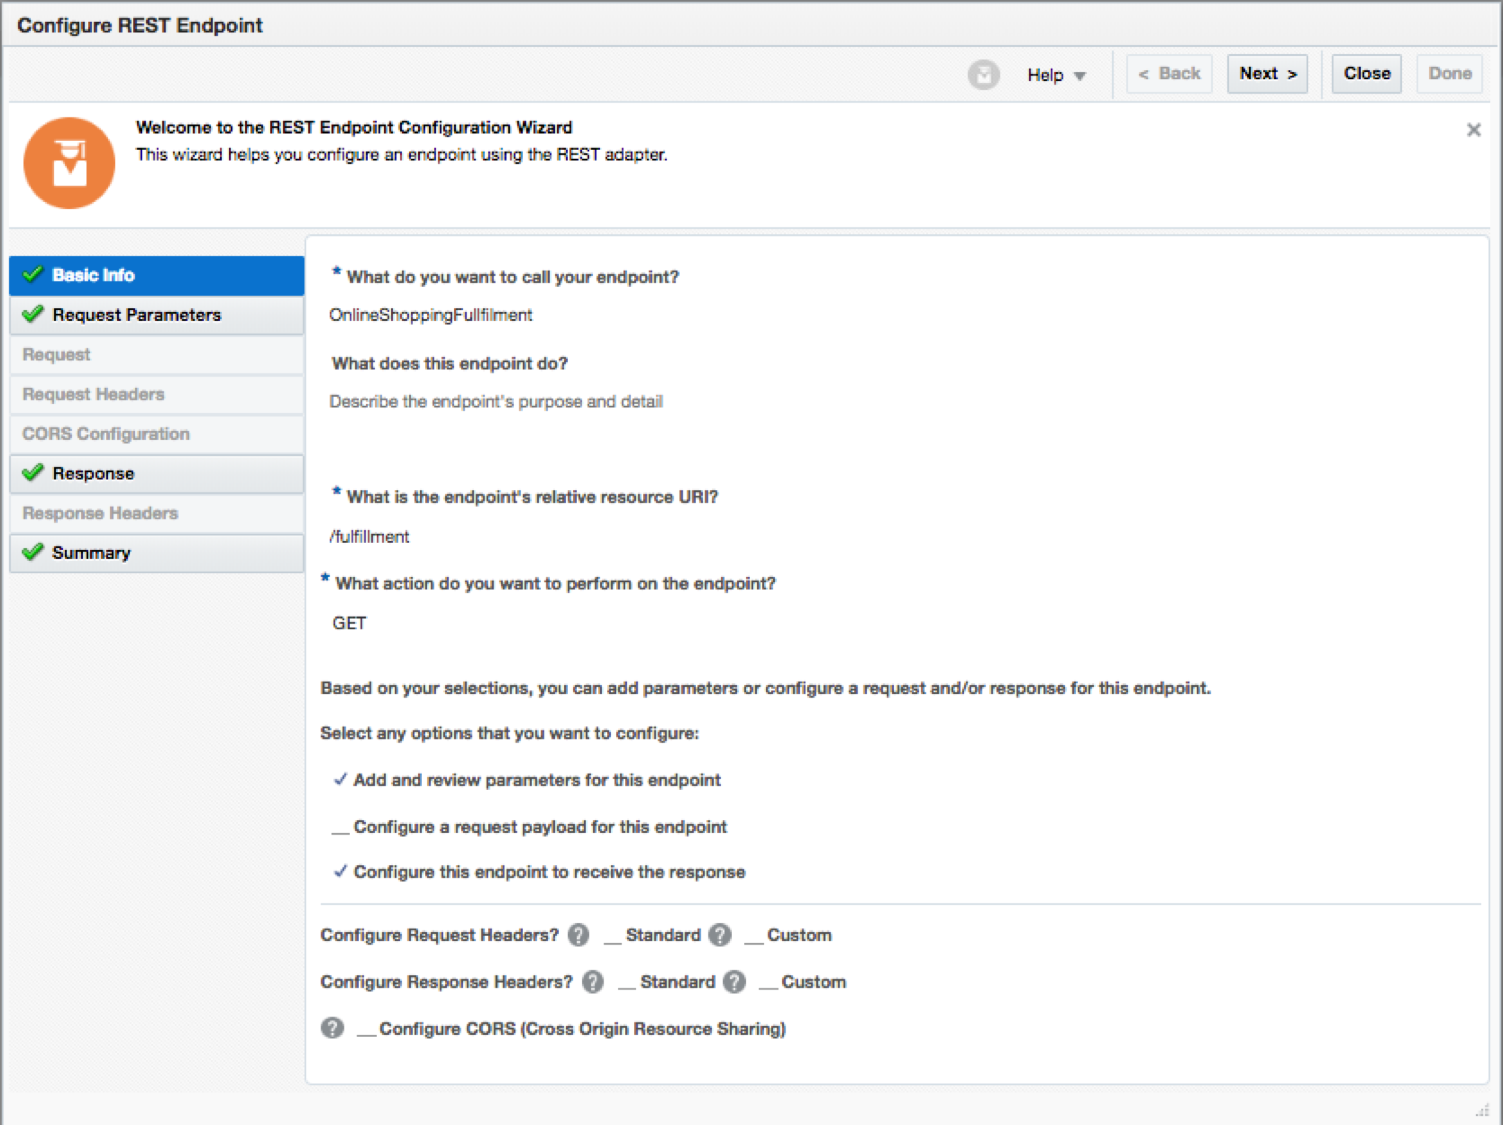 Configure REST Endpoint
Help
< Back
Next >
Close
Done
Welcome to the REST Endpoint Configuration Wizard
This wizard helps you configure an endpoint using the REST adapter.
Basic Info
Request Parameters
Request
Request Headers
CORS Configuration
Response
Response Headers
Summary
* What do you want to call your endpoint?
OnlineShoppingFullfilment
What does this endpoint do?
Describe the endpoint's purpose and detail
* What is the endpoint's relative resource URI?
/fulfillment
* What action do you want to perform on the endpoint?
GET
Based on your selections, you can add parameters or configure a request and/or response for this endpoint.
Select any options that you want to configure:
Add and review parameters for this endpoint
Configure a request payload for this endpoint
Configure this endpoint to receive the response
Configure Request Headers? ? __ Standard ? __ Custom
Configure Response Headers? ? __ Standard ? __ Custom
? __ Configure CORS (Cross Origin Resource Sharing)